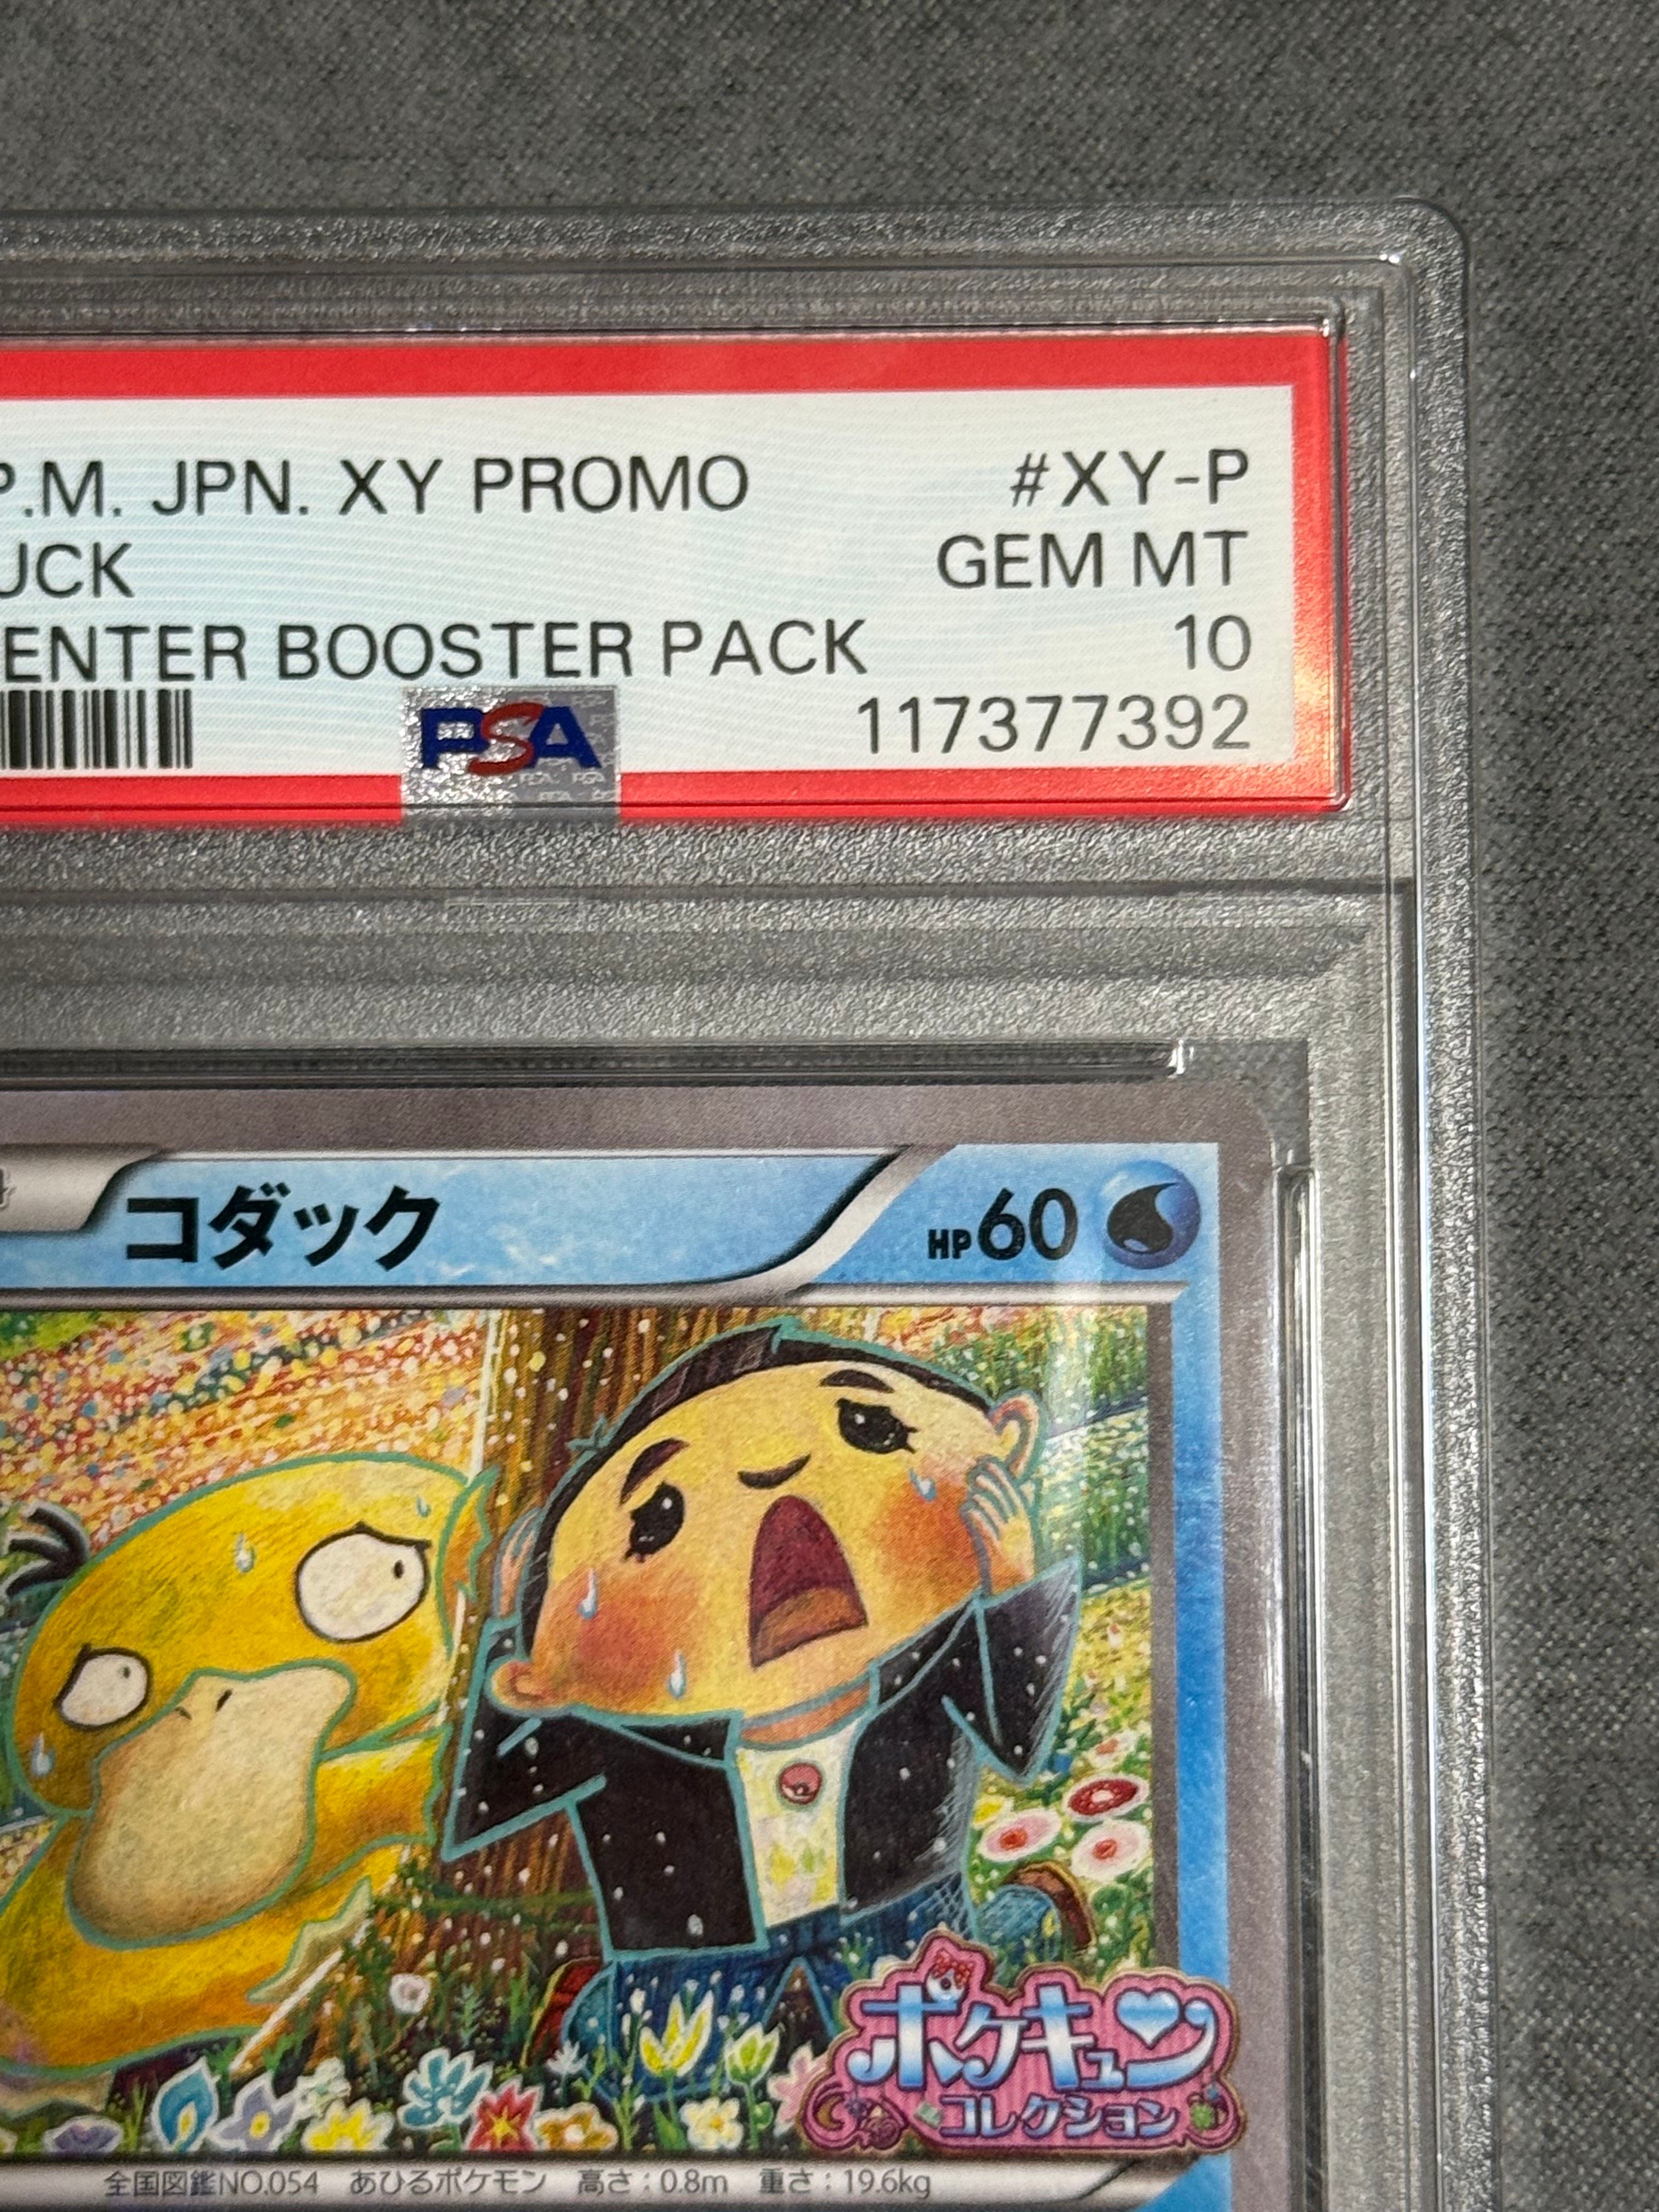 P.M. JPN. XY PROMO #XY-P
UCK GEM MT
ENTER BOOSTER PACK 10
PSA 117377392
コダック HP60
ポケキュン
コレクション
全国図鑑NO.054 あひるポケモン 高さ:0.8m 重さ:19.6kg